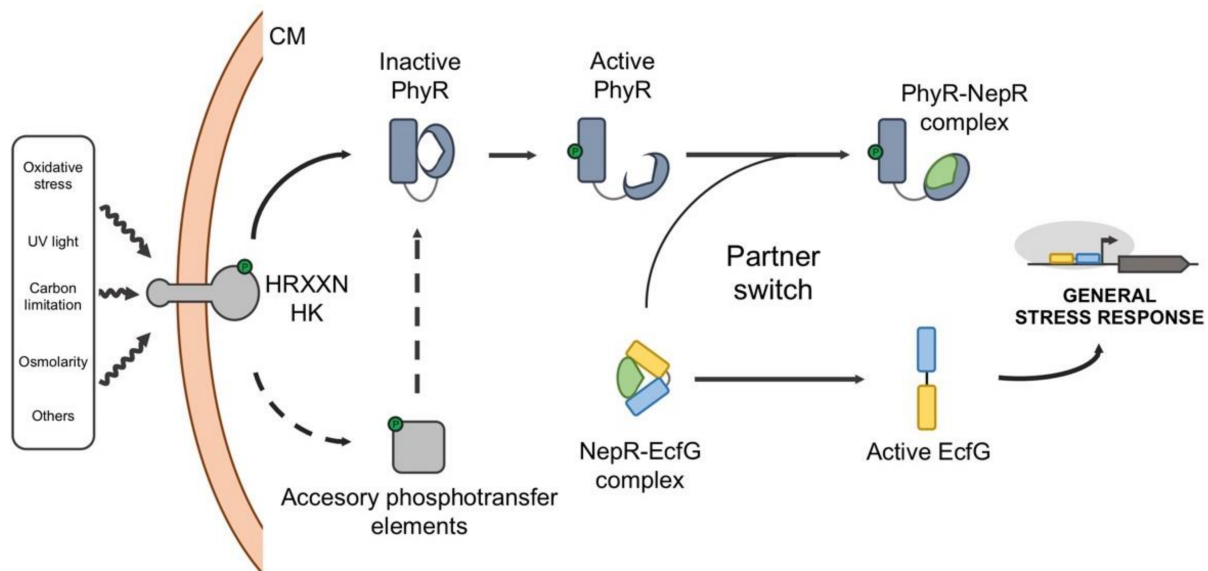 CM
Inactive
PhyR
Active
PhyR
PhyR-NepR
complex
Oxidative
stress
UV light
Carbon
limitation
Osmolarity
Others
P
HRXXN
HK
P
P
P
Partner
switch
GENERAL
STRESS RESPONSE
P
Accesory phosphotransfer
elements
NepR-EcfG
complex
Active EcfG